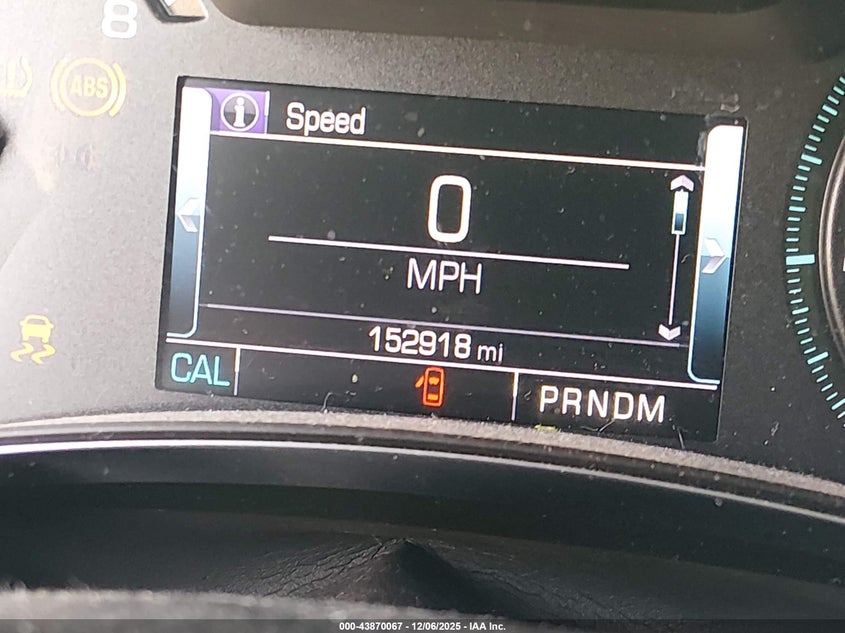 8
ABS
Speed
0
MPH
152918 mi
CAL
PRNDM
000-43870067 - 12/06/2025 - IAA Inc.